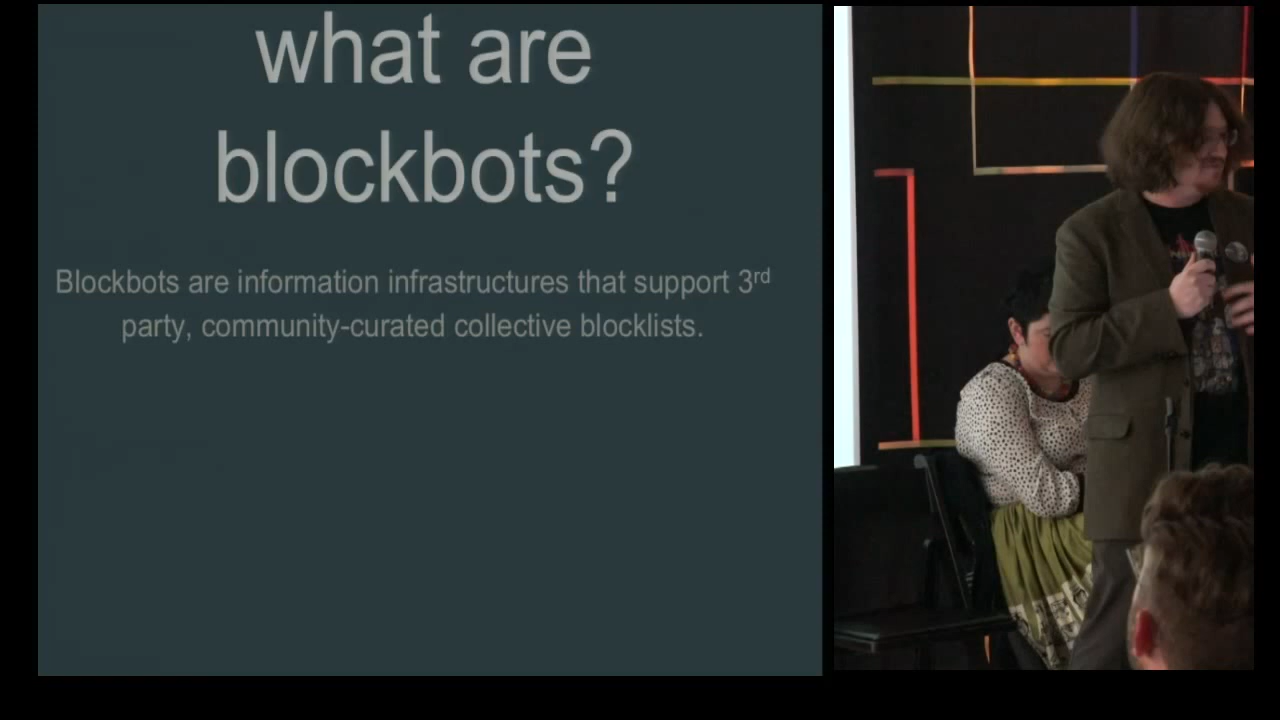 what are
blockbots?
Blockbots are information infrastructures that support 3rd
party, community-curated collective blocklists.